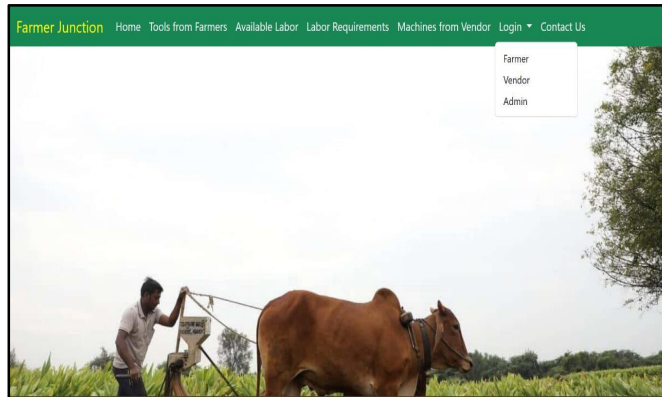 Farmer Junction Home Tools from Farmers Available Labor Labor Requirements Machines from Vendor Login Contact Us
Farmer
Vendor
Admin